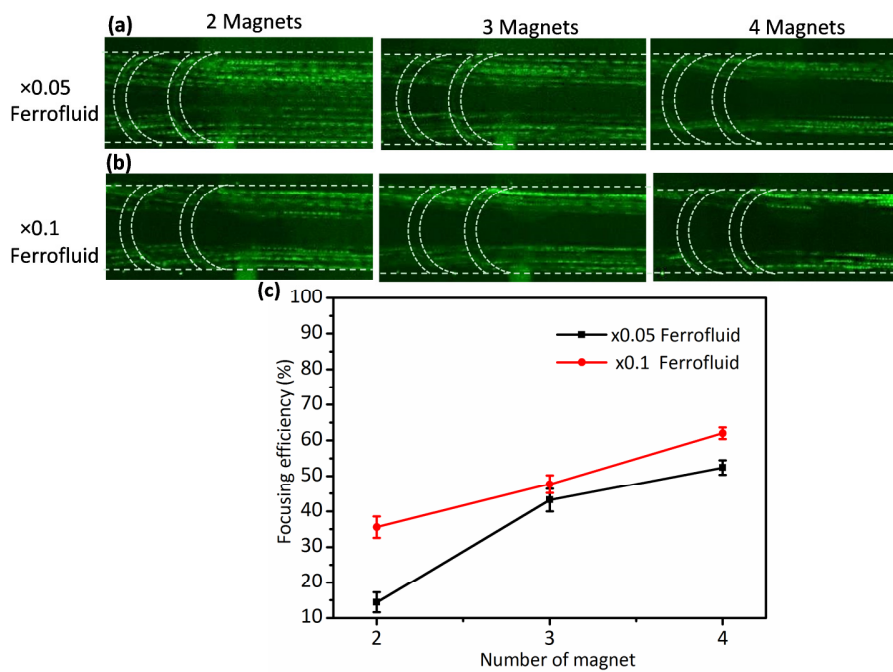 (a)
2 Magnets
3 Magnets
4 Magnets
×0.05
Ferrofluid
(b)
×0.1
Ferrofluid
(c)
100
90
80
70
60
50
40
30
20
10
Focusing efficiency (%)
x0.05 Ferrofluid
x0.1 Ferrofluid
2
3
4
Number of magnet